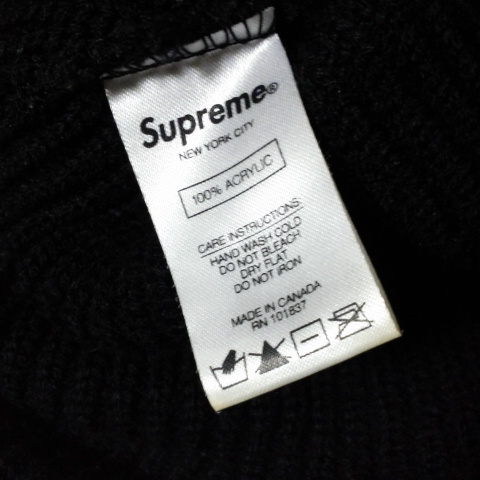 Supreme®
NEW YORK CITY
100% ACRYLIC
CARE INSTRUCTIONS:
HAND WASH COLD
DO NOT BLEACH
DRY FLAT
DO NOT IRON
MADE IN CANADA
RN 101837